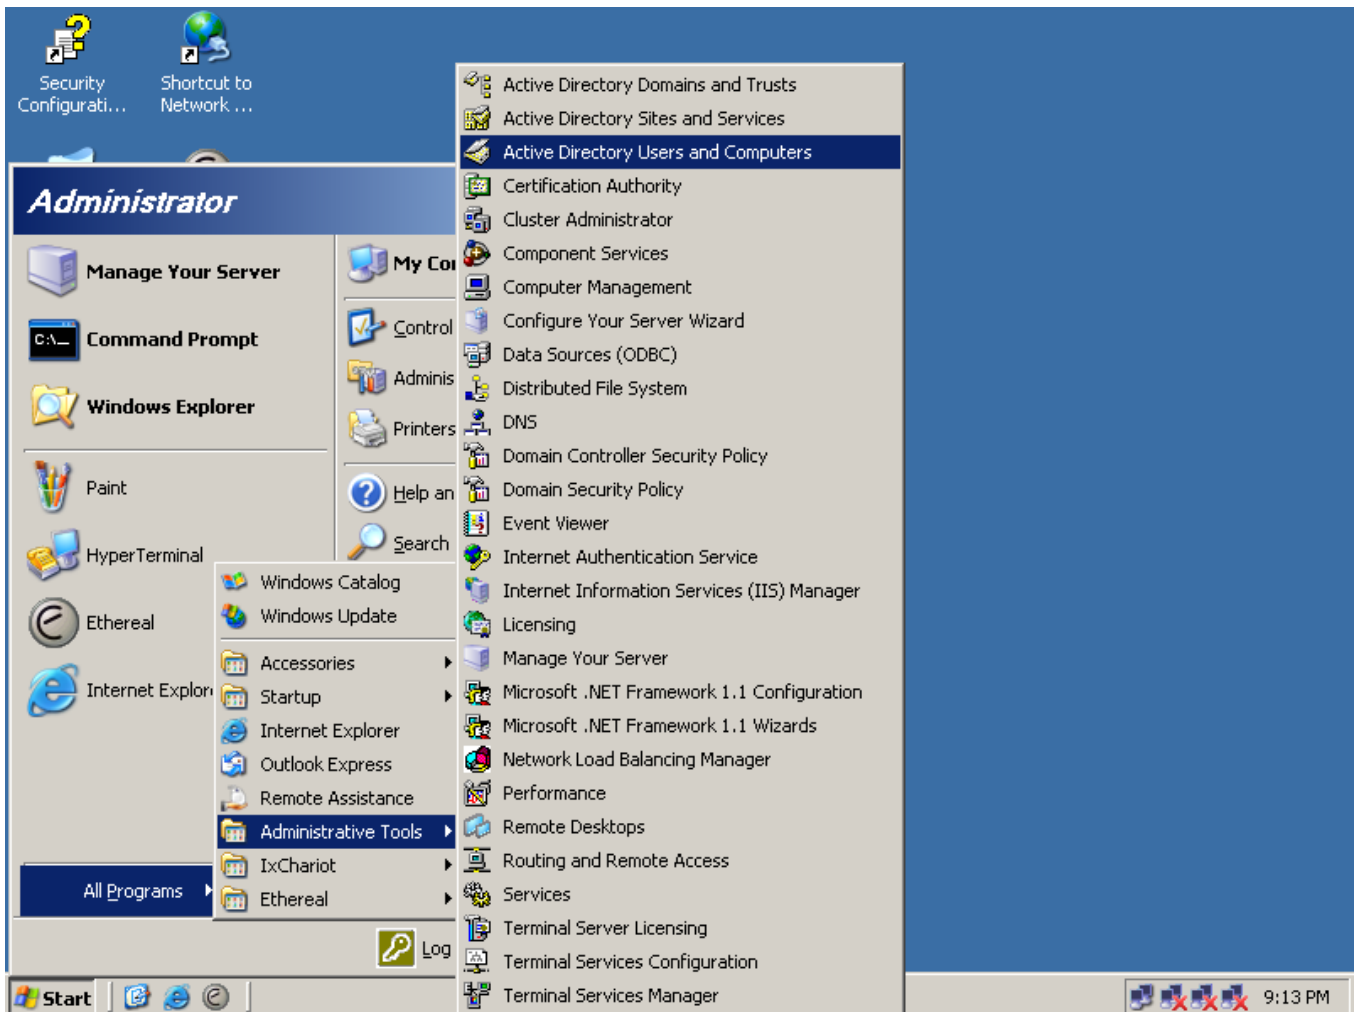 Security
Configurati...
Shortcut to
Network ...
Administrator
Manage Your Server
Command Prompt
Windows Explorer
Paint
HyperTerminal
Ethereal
Internet Explor
All Programs
My Co
Control
Adminis
Printers
Help an
Search
Log
Windows Catalog
Windows Update
Accessories
Startup
Internet Explorer
Outlook Express
Remote Assistance
Administrative Tools
IxChariot
Ethereal
Active Directory Domains and Trusts
Active Directory Sites and Services
Active Directory Users and Computers
Certification Authority
Cluster Administrator
Component Services
Computer Management
Configure Your Server Wizard
Data Sources (ODBC)
Distributed File System
DNS
Domain Controller Security Policy
Domain Security Policy
Event Viewer
Internet Authentication Service
Internet Information Services (IIS) Manager
Licensing
Manage Your Server
Microsoft .NET Framework 1.1 Configuration
Microsoft .NET Framework 1.1 Wizards
Network Load Balancing Manager
Performance
Remote Desktops
Routing and Remote Access
Services
Terminal Server Licensing
Terminal Services Configuration
Terminal Services Manager
Start
9:13 PM